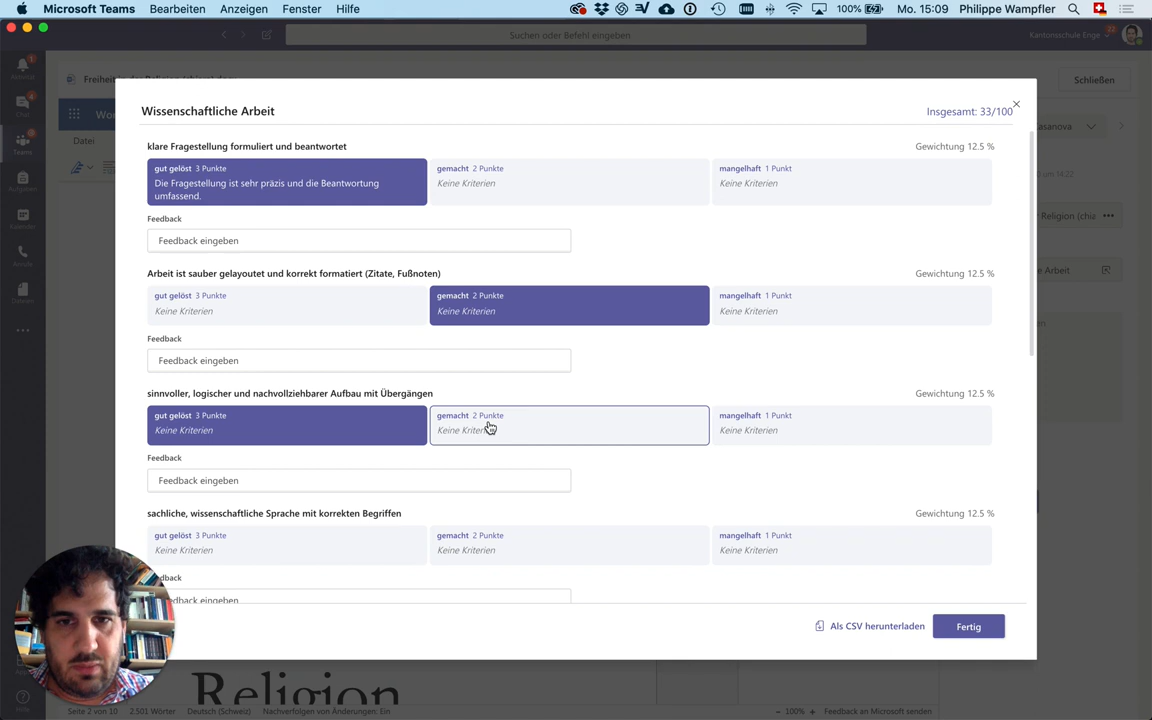 Microsoft Teams Bearbeiten Anzeigen Fenster Hilfe 100% Mo. 15:09 Philippe Wampfler
Suchen oder Befehl eingeben
Kantonsschule Enge
Schließen
Datei
Wissenschaftliche Arbeit
Insgesamt: 33/100
klare Fragestellung formuliert und beantwortet
Gewichtung 12.5 %
gut gelöst 3 Punkte
Die Fragestellung ist sehr präzis und die Beantwortung
umfassend.
gemacht 2 Punkte
Keine Kriterien
mangelhaft 1 Punkt
Keine Kriterien
Feedback
Feedback eingeben
Arbeit ist sauber gelayoutet und korrekt formatiert (Zitate, Fußnoten)
Gewichtung 12.5 %
gut gelöst 3 Punkte
Keine Kriterien
gemacht 2 Punkte
Keine Kriterien
mangelhaft 1 Punkt
Keine Kriterien
Feedback
Feedback eingeben
sinnvoller, logischer und nachvollziehbarer Aufbau mit Übergängen
Gewichtung 12.5 %
gut gelöst 3 Punkte
Keine Kriterien
gemacht 2 Punkte
Keine
mangelhaft 1 Punkt
Keine Kriterien
Feedback
Feedback eingeben
sachliche, wissenschaftliche Sprache mit korrekten Begriffen
Gewichtung 12.5 %
gut gelöst 3 Punkte
Keine Kriterien
gemacht 2 Punkte
Keine Kriterien
mangelhaft 1 Punkt
Keine Kriterien
Als CSV herunterladen
Fertig
Religion
Seite 2 von 10 2.501 Wörter Deutsch (Schweiz) Nachverfolgen von Änderungen: Ein
100% Feedback an Microsoft senden